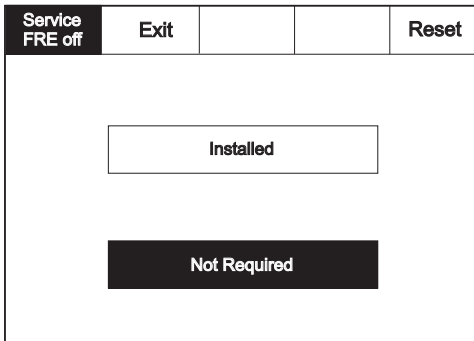 Service
FRE off
Exit
Reset
Installed
Not Required